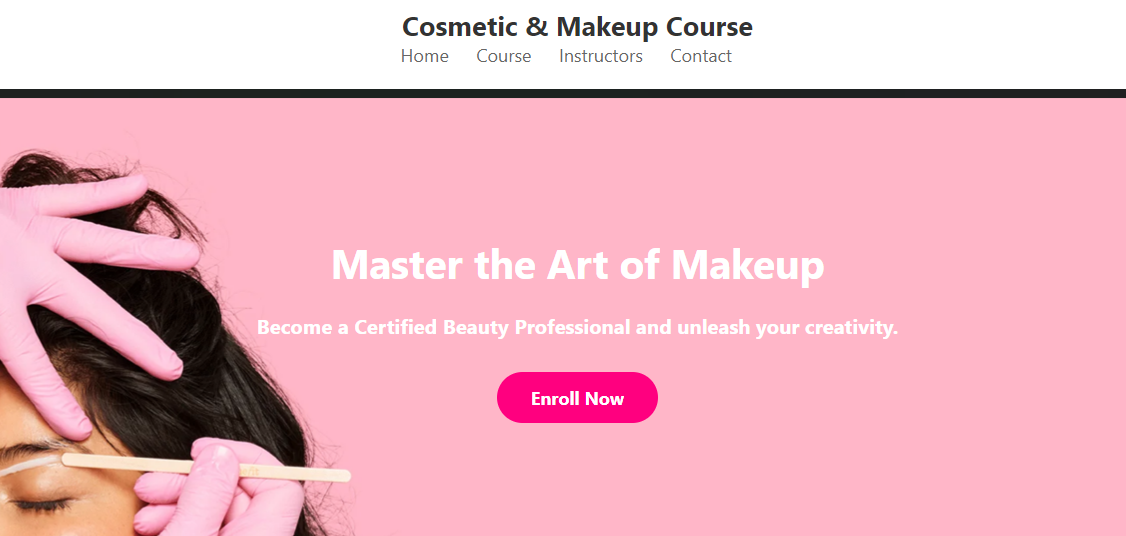 Cosmetic & Makeup Course
Home Course Instructors Contact
Master the Art of Makeup
Become a Certified Beauty Professional and unleash your creativity.
Enroll Now